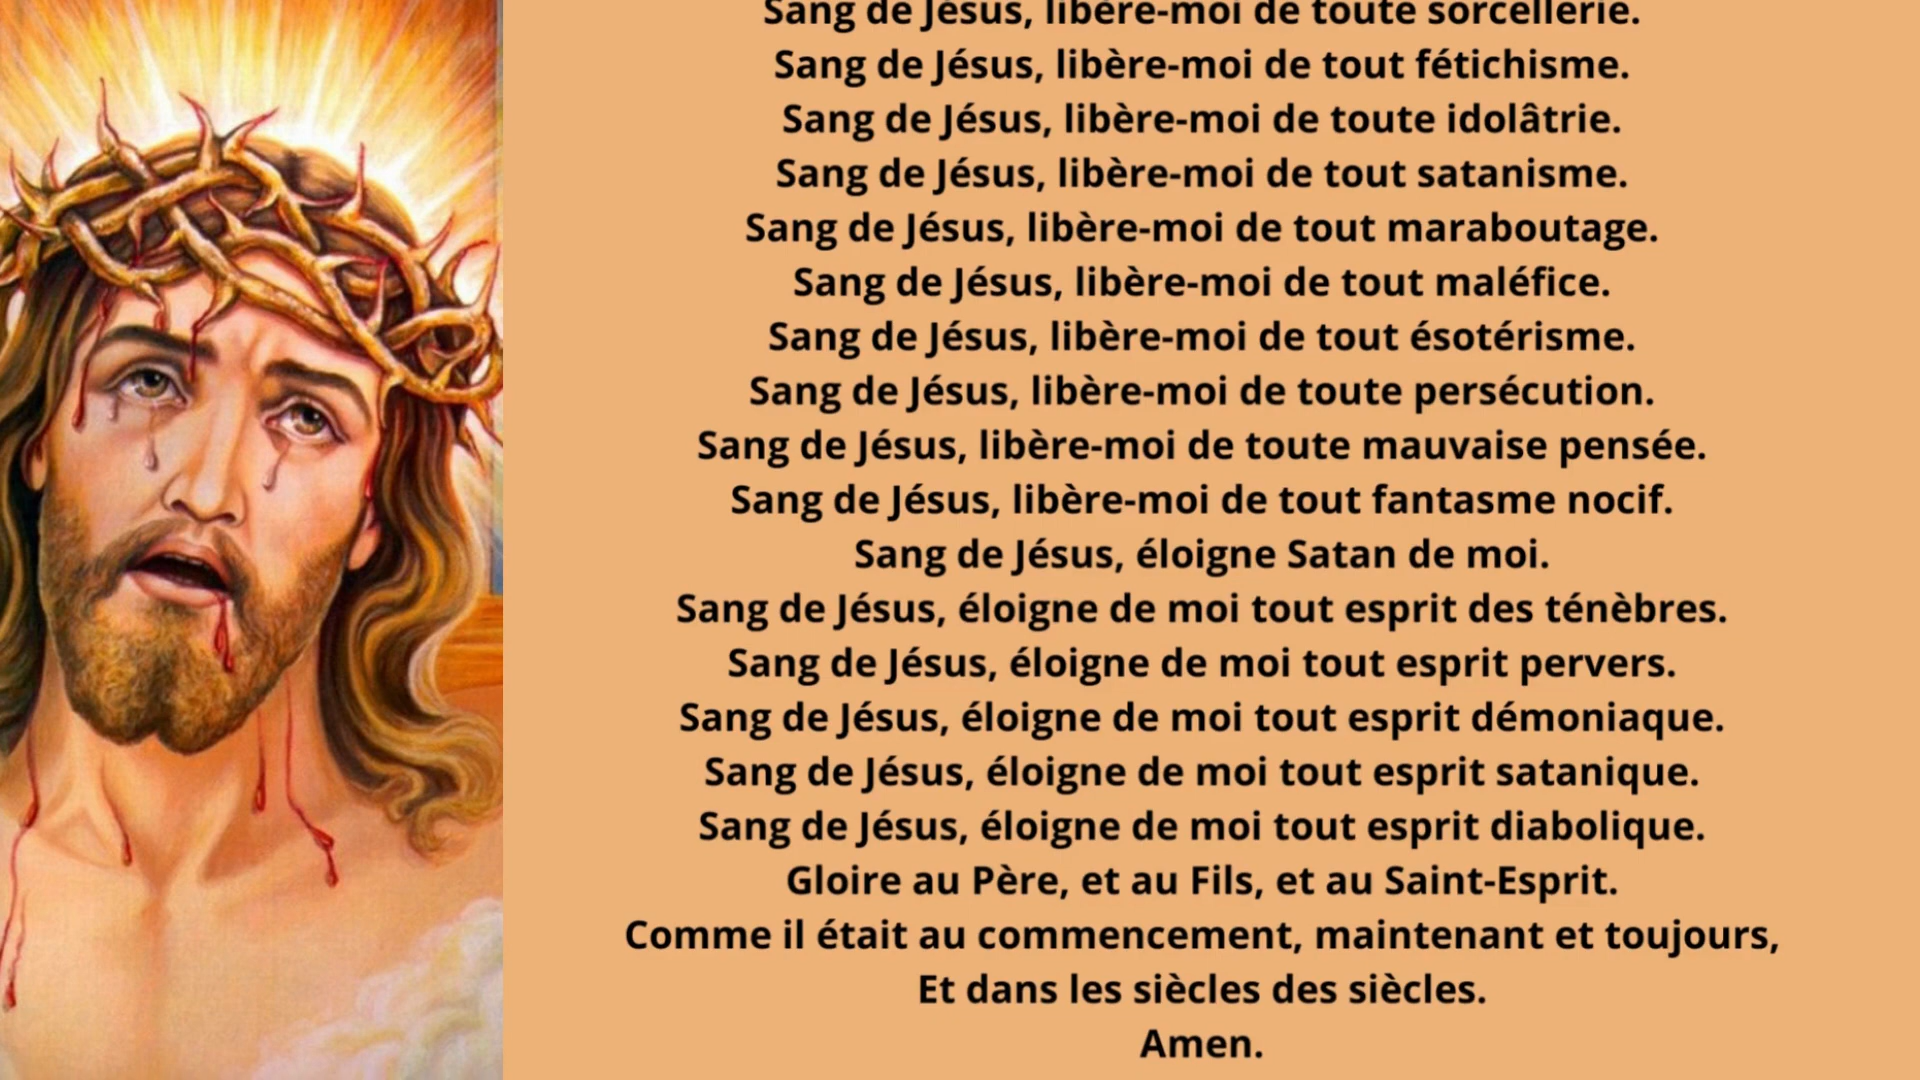 Sang de Jésus, libère-moi de toute sorcellerie.
Sang de Jésus, libère-moi de tout fétichisme.
Sang de Jésus, libère-moi de toute idolâtrie.
Sang de Jésus, libère-moi de tout satanisme.
Sang de Jésus, libère-moi de tout maraboutage.
Sang de Jésus, libère-moi de tout maléfice.
Sang de Jésus, libère-moi de tout ésotérisme.
Sang de Jésus, libère-moi de toute persécution.
Sang de Jésus, libère-moi de toute mauvaise pensée.
Sang de Jésus, libère-moi de tout fantasme nocif.
Sang de Jésus, éloigne Satan de moi.
Sang de Jésus, éloigne de moi tout esprit des ténèbres.
Sang de Jésus, éloigne de moi tout esprit pervers.
Sang de Jésus, éloigne de moi tout esprit démoniaque.
Sang de Jésus, éloigne de moi tout esprit satanique.
Sang de Jésus, éloigne de moi tout esprit diabolique.
Gloire au Père, et au Fils, et au Saint-Esprit.
Comme il était au commencement, maintenant et toujours,
Et dans les siècles des siècles.
Amen.